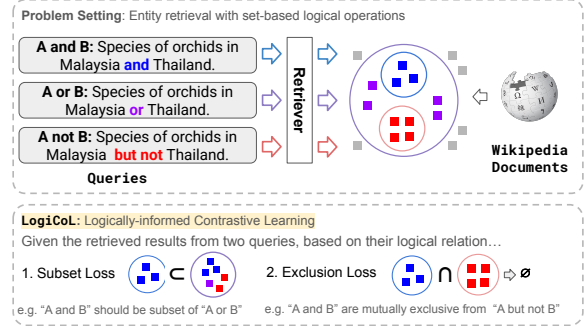 Problem Setting: Entity retrieval with set-based logical operations
A and B: Species of orchids in
Malaysia and Thailand.
A or B: Species of orchids in
Malaysia or Thailand.
A not B: Species of orchids in
Malaysia but not Thailand.
Queries
Retriever
Wikipedia
Documents
LogiCoL: Logically-informed Contrastive Learning
Given the retrieved results from two queries, based on their logical relation…
1. Subset Loss ⊂
2. Exclusion Loss ∩ ⇨ ∅
e.g. “A and B” should be subset of “A or B”
e.g. “A and B” are mutually exclusive from “A but not B”